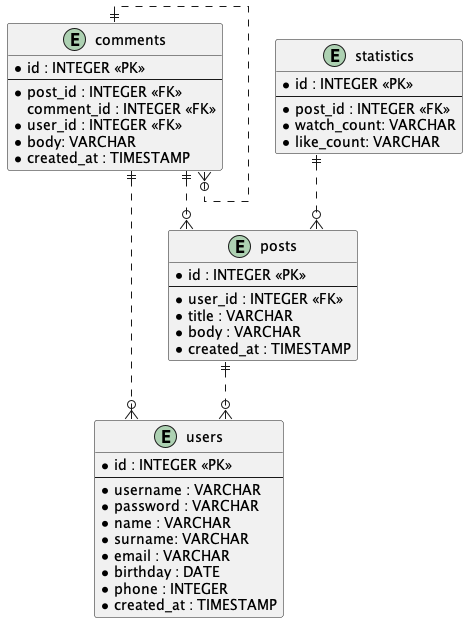 E comments
id : INTEGER «PK»
post_id : INTEGER «FK»
comment_id : INTEGER «FK»
user_id : INTEGER «FK»
body: VARCHAR
created_at : TIMESTAMP
E statistics
id : INTEGER «PK»
post_id : INTEGER «FK»
watch_count: VARCHAR
like_count: VARCHAR
E posts
id : INTEGER «PK»
user_id : INTEGER «FK»
title : VARCHAR
body : VARCHAR
created_at : TIMESTAMP
E users
id : INTEGER «PK»
username : VARCHAR
password : VARCHAR
name : VARCHAR
surname: VARCHAR
email : VARCHAR
birthday : DATE
phone : INTEGER
created_at : TIMESTAMP